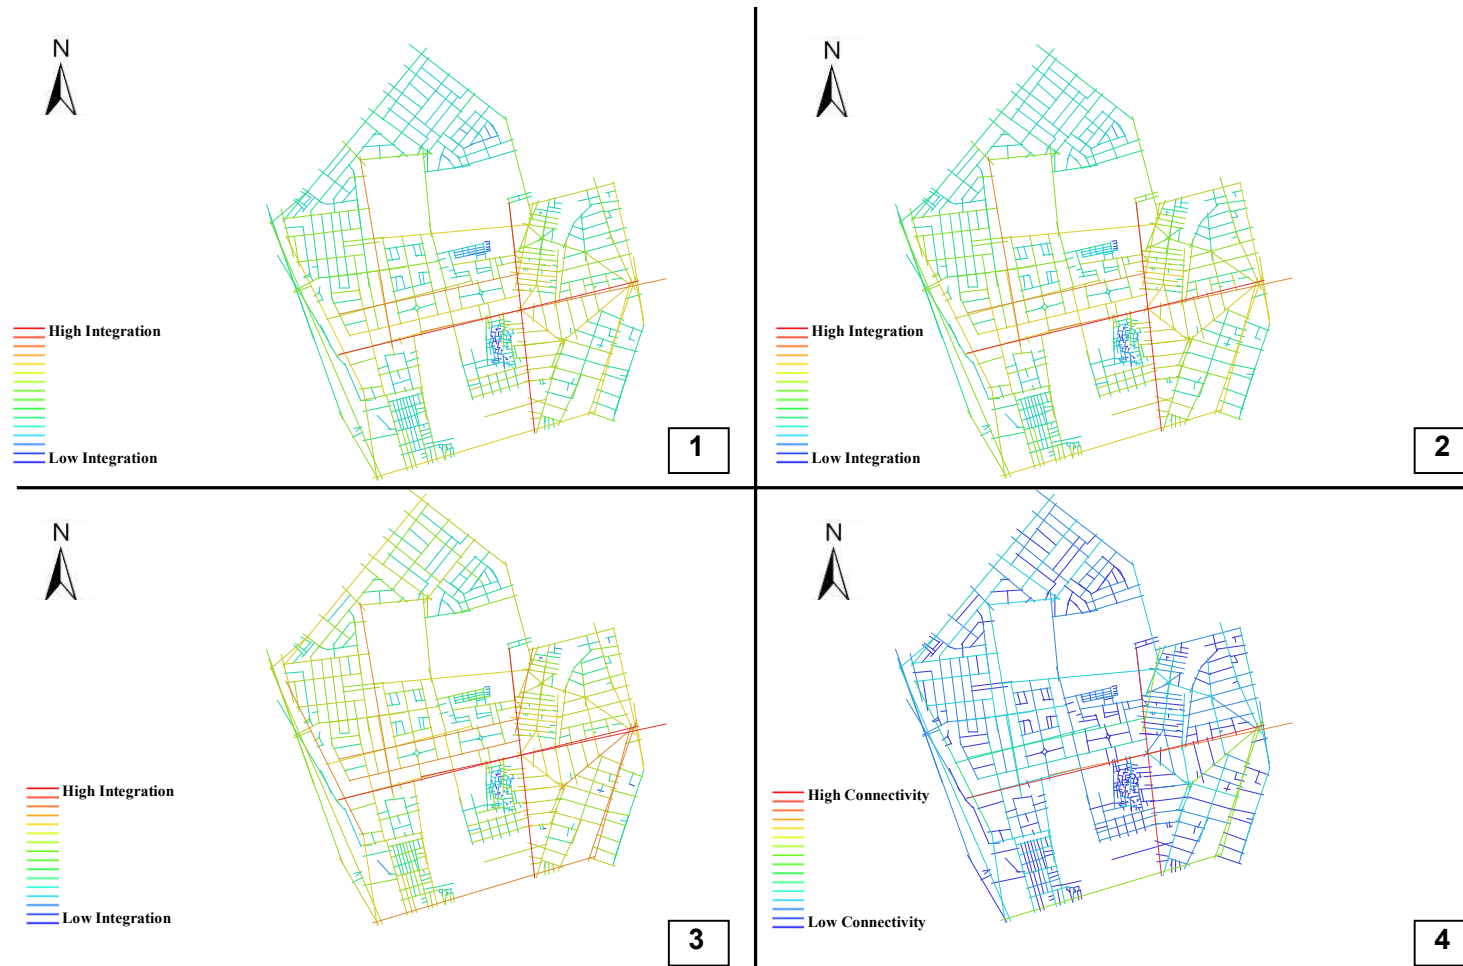 N
High Integration
Low Integration
1
N
High Integration
Low Integration
2
N
High Integration
Low Integration
3
N
High Connectivity
Low Connectivity
4